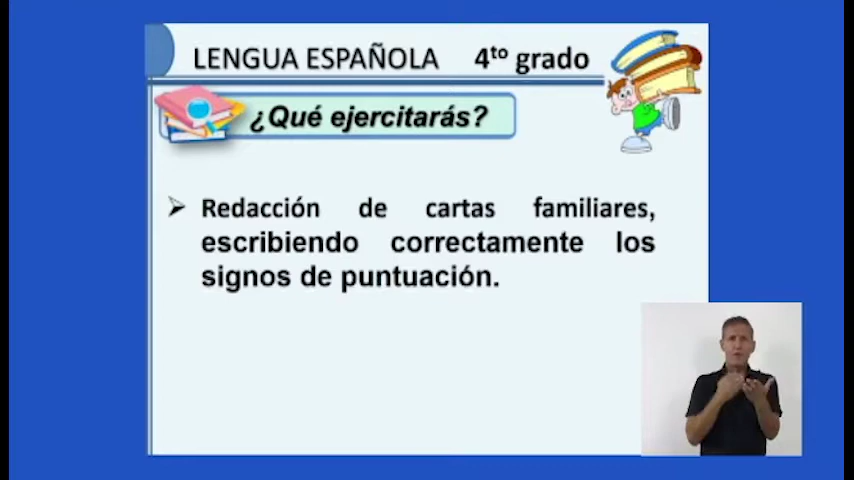 LENGUA ESPAÑOLA 4to grado
¿Qué ejercitarás?
➢ Redacción de cartas familiares,
escribiendo correctamente los
signos de puntuación.